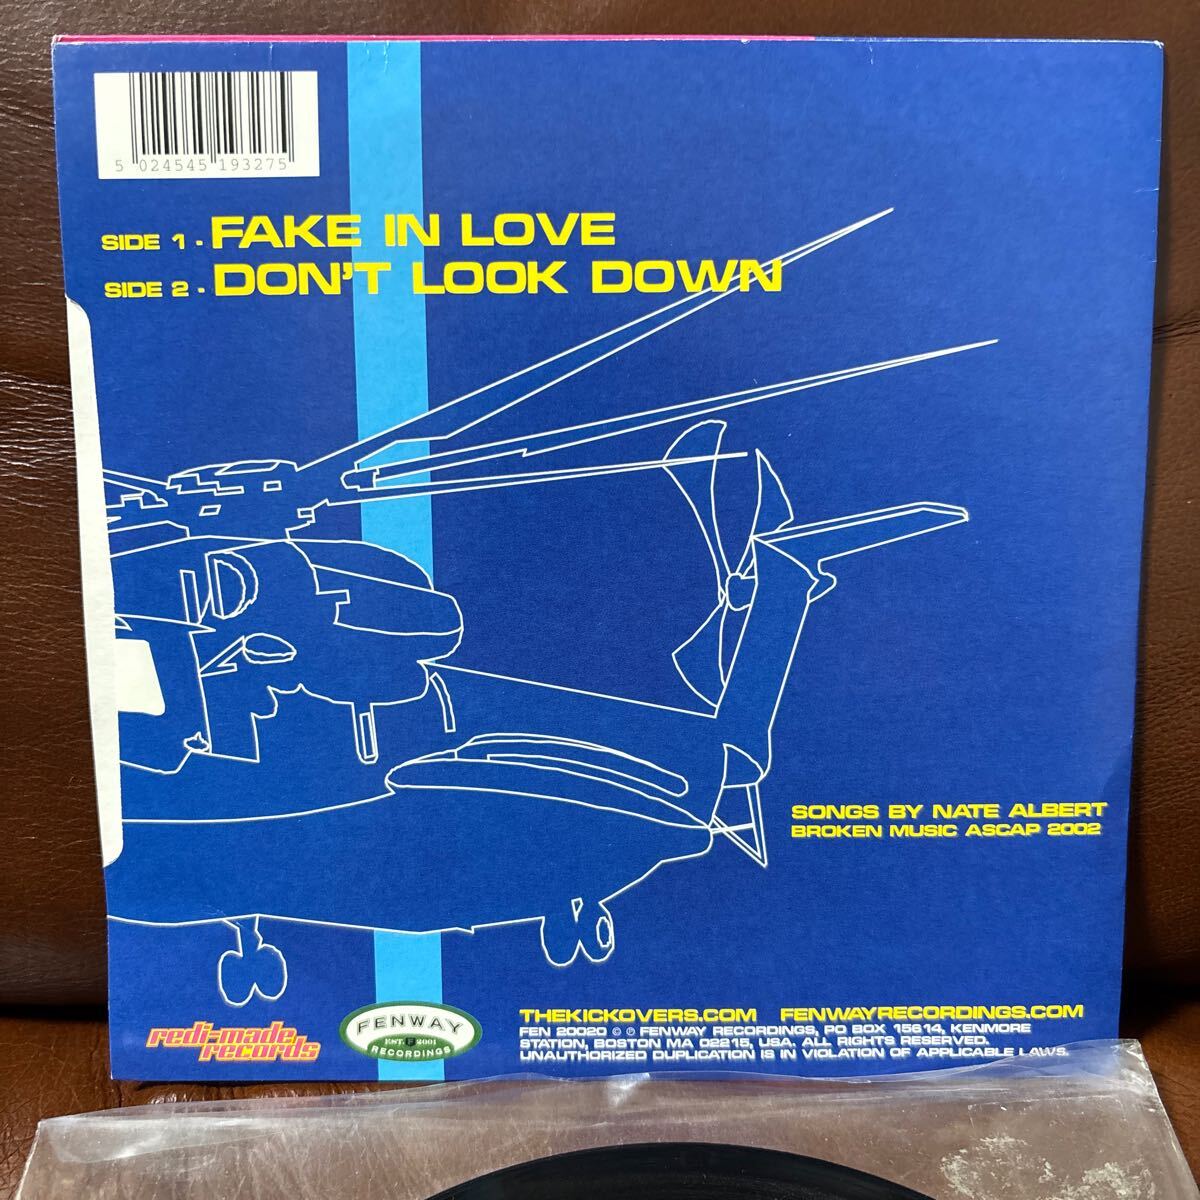 5 024545 193275
SIDE 1 - FAKE IN LOVE
SIDE 2 - DON'T LOOK DOWN
SONGS BY NATE ALBERT
BROKEN MUSIC ASCAP 2002
redi-made
records
FENWAY
EST. F 2001
RECORDINGS
THEKICKOVERS.COM FENWAYRECORDINGS.COM
FEN 20020 © ℗ FENWAY RECORDINGS, PO BOX 15614, KENMORE
STATION, BOSTON MA 02215, USA. ALL RIGHTS RESERVED.
UNAUTHORIZED DUPLICATION IS IN VIOLATION OF APPLICABLE LAWS.